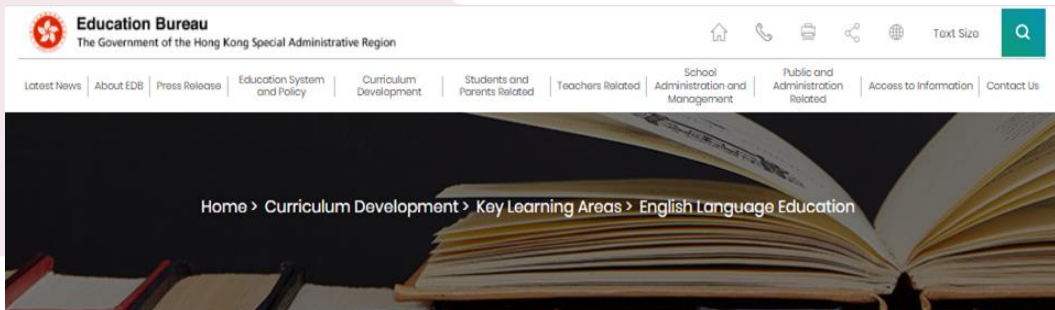 Education Bureau
The Government of the Hong Kong Special Administrative Region
Text Size
Latest News
About EDB
Press Release
Education System
and Policy
Curriculum
Development
Students and
Parents Related
Teachers Related
School
Administration and
Management
Public and
Administration
Related
Access to Information
Contact Us
Home > Curriculum Development > Key Learning Areas > English Language Education